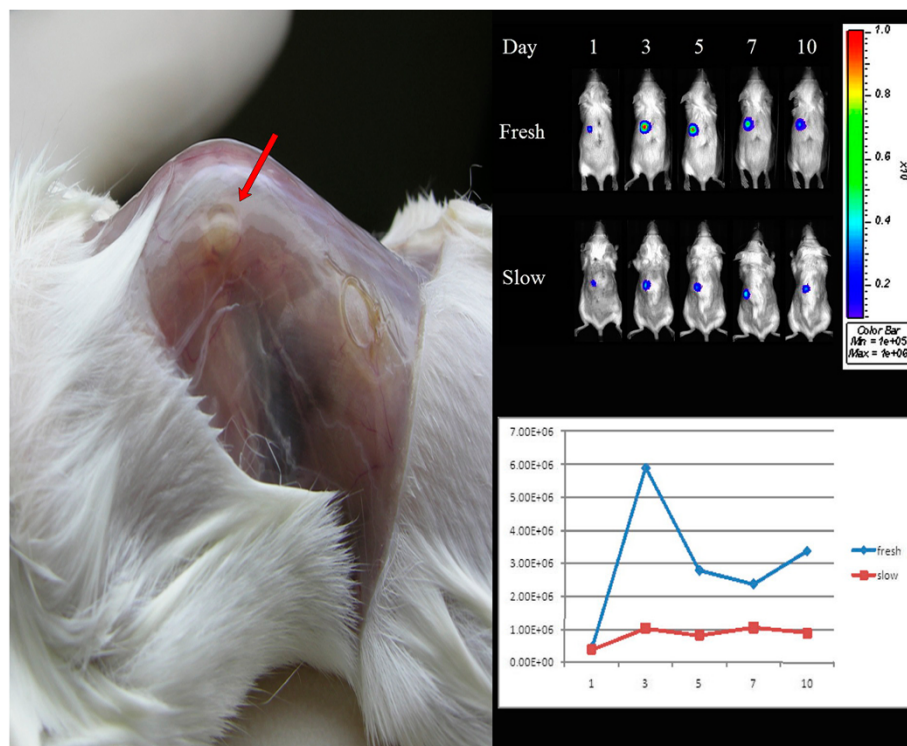 Day 1 3 5 7 10
Fresh
Slow
1.0
0.8
0.6
0.4
0.2
Color Bar
Min = 1e+05
Max = 1e+06
7.00E+06
6.00E+06
5.00E+06
4.00E+06
3.00E+06
2.00E+06
1.00E+06
0.00E+00
1 3 5 7 10
fresh
slow